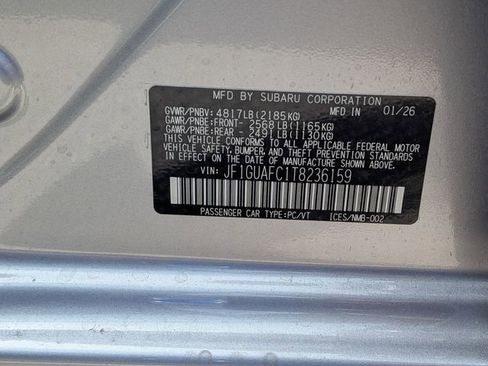 MFD BY SUBARU CORPORATION
GVWR/PNBV: 4817LB(2185KG) MFD IN 01/26
GAWR/PNBE:FRONT- 2568LB(1165KG)
GAWR/PNBE:REAR - 2491LB(1130KG)
THIS VEHICLE CONFORMS TO ALL APPLICABLE FEDERAL MOTOR
VEHICLE SAFETY, BUMPER, AND THEFT PREVENTION STANDARDS
IN EFFECT ON THE DATE OF MANUFACTURE SHOWN ABOVE.
VIN: JF1GUAFC1T8236159
PASSENGER CAR TYPE:PC/VT ICES/NMB-002